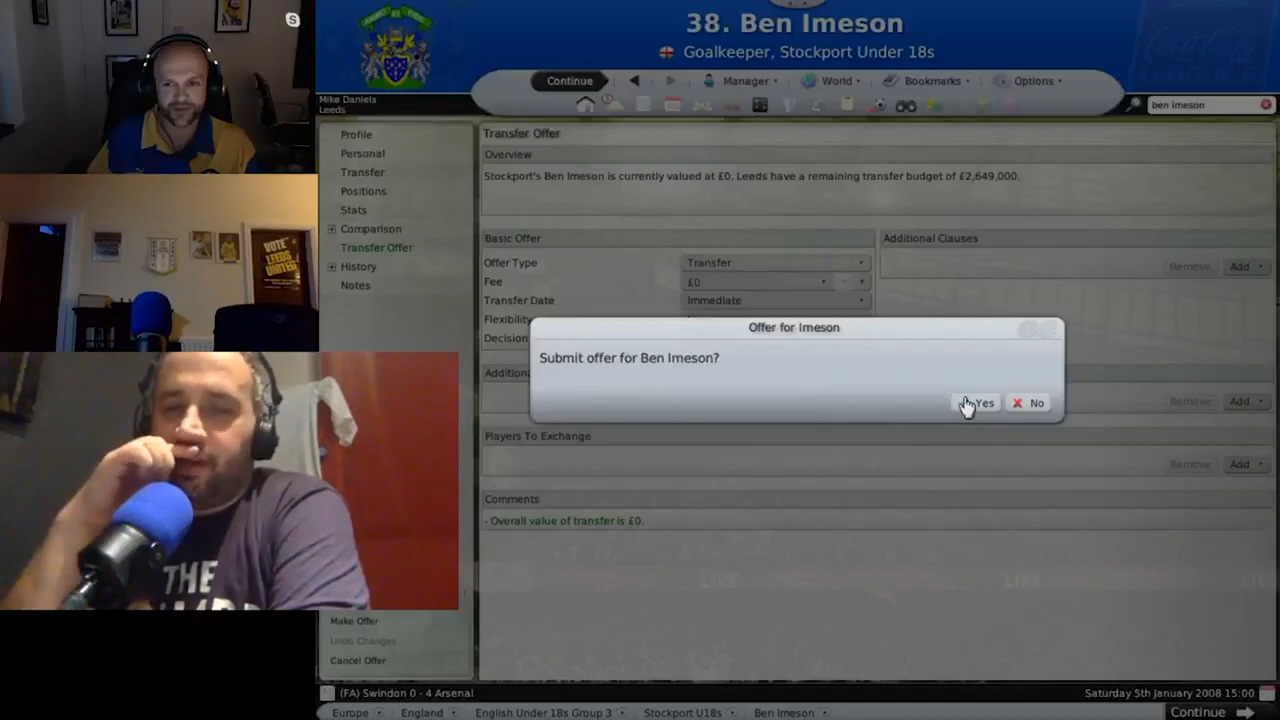 38. Ben Imeson
Goalkeeper, Stockport Under 18s
Continue
Manager
World
Bookmarks
Options
Mike Daniels
Leeds
ben imeson
Profile
Personal
Transfer
Positions
Stats
Comparison
Transfer Offer
History
Notes
Transfer Offer
Overview
Stockport's Ben Imeson is currently valued at £0. Leeds have a remaining transfer budget of £2,649,000.
Basic Offer
Additional Clauses
Offer Type
Transfer
Remove
Add
Fee
£0
Transfer Date
Immediate
Flexibility
Decision
Offer for Imeson
Submit offer for Ben Imeson?
Yes
No
Remove
Add
Players To Exchange
Remove
Add
Comments
- Overall value of transfer is £0.
LIVE
LIVE
VOTE
LEEDS
UNITED
THE
Make Offer
Undo Changes
Cancel Offer
(FA) Swindon 0 - 4 Arsenal
Saturday 5th January 2008 15:00
Europe
England
English Under 18s Group 3
Stockport U18s
Ben Imeson
Continue